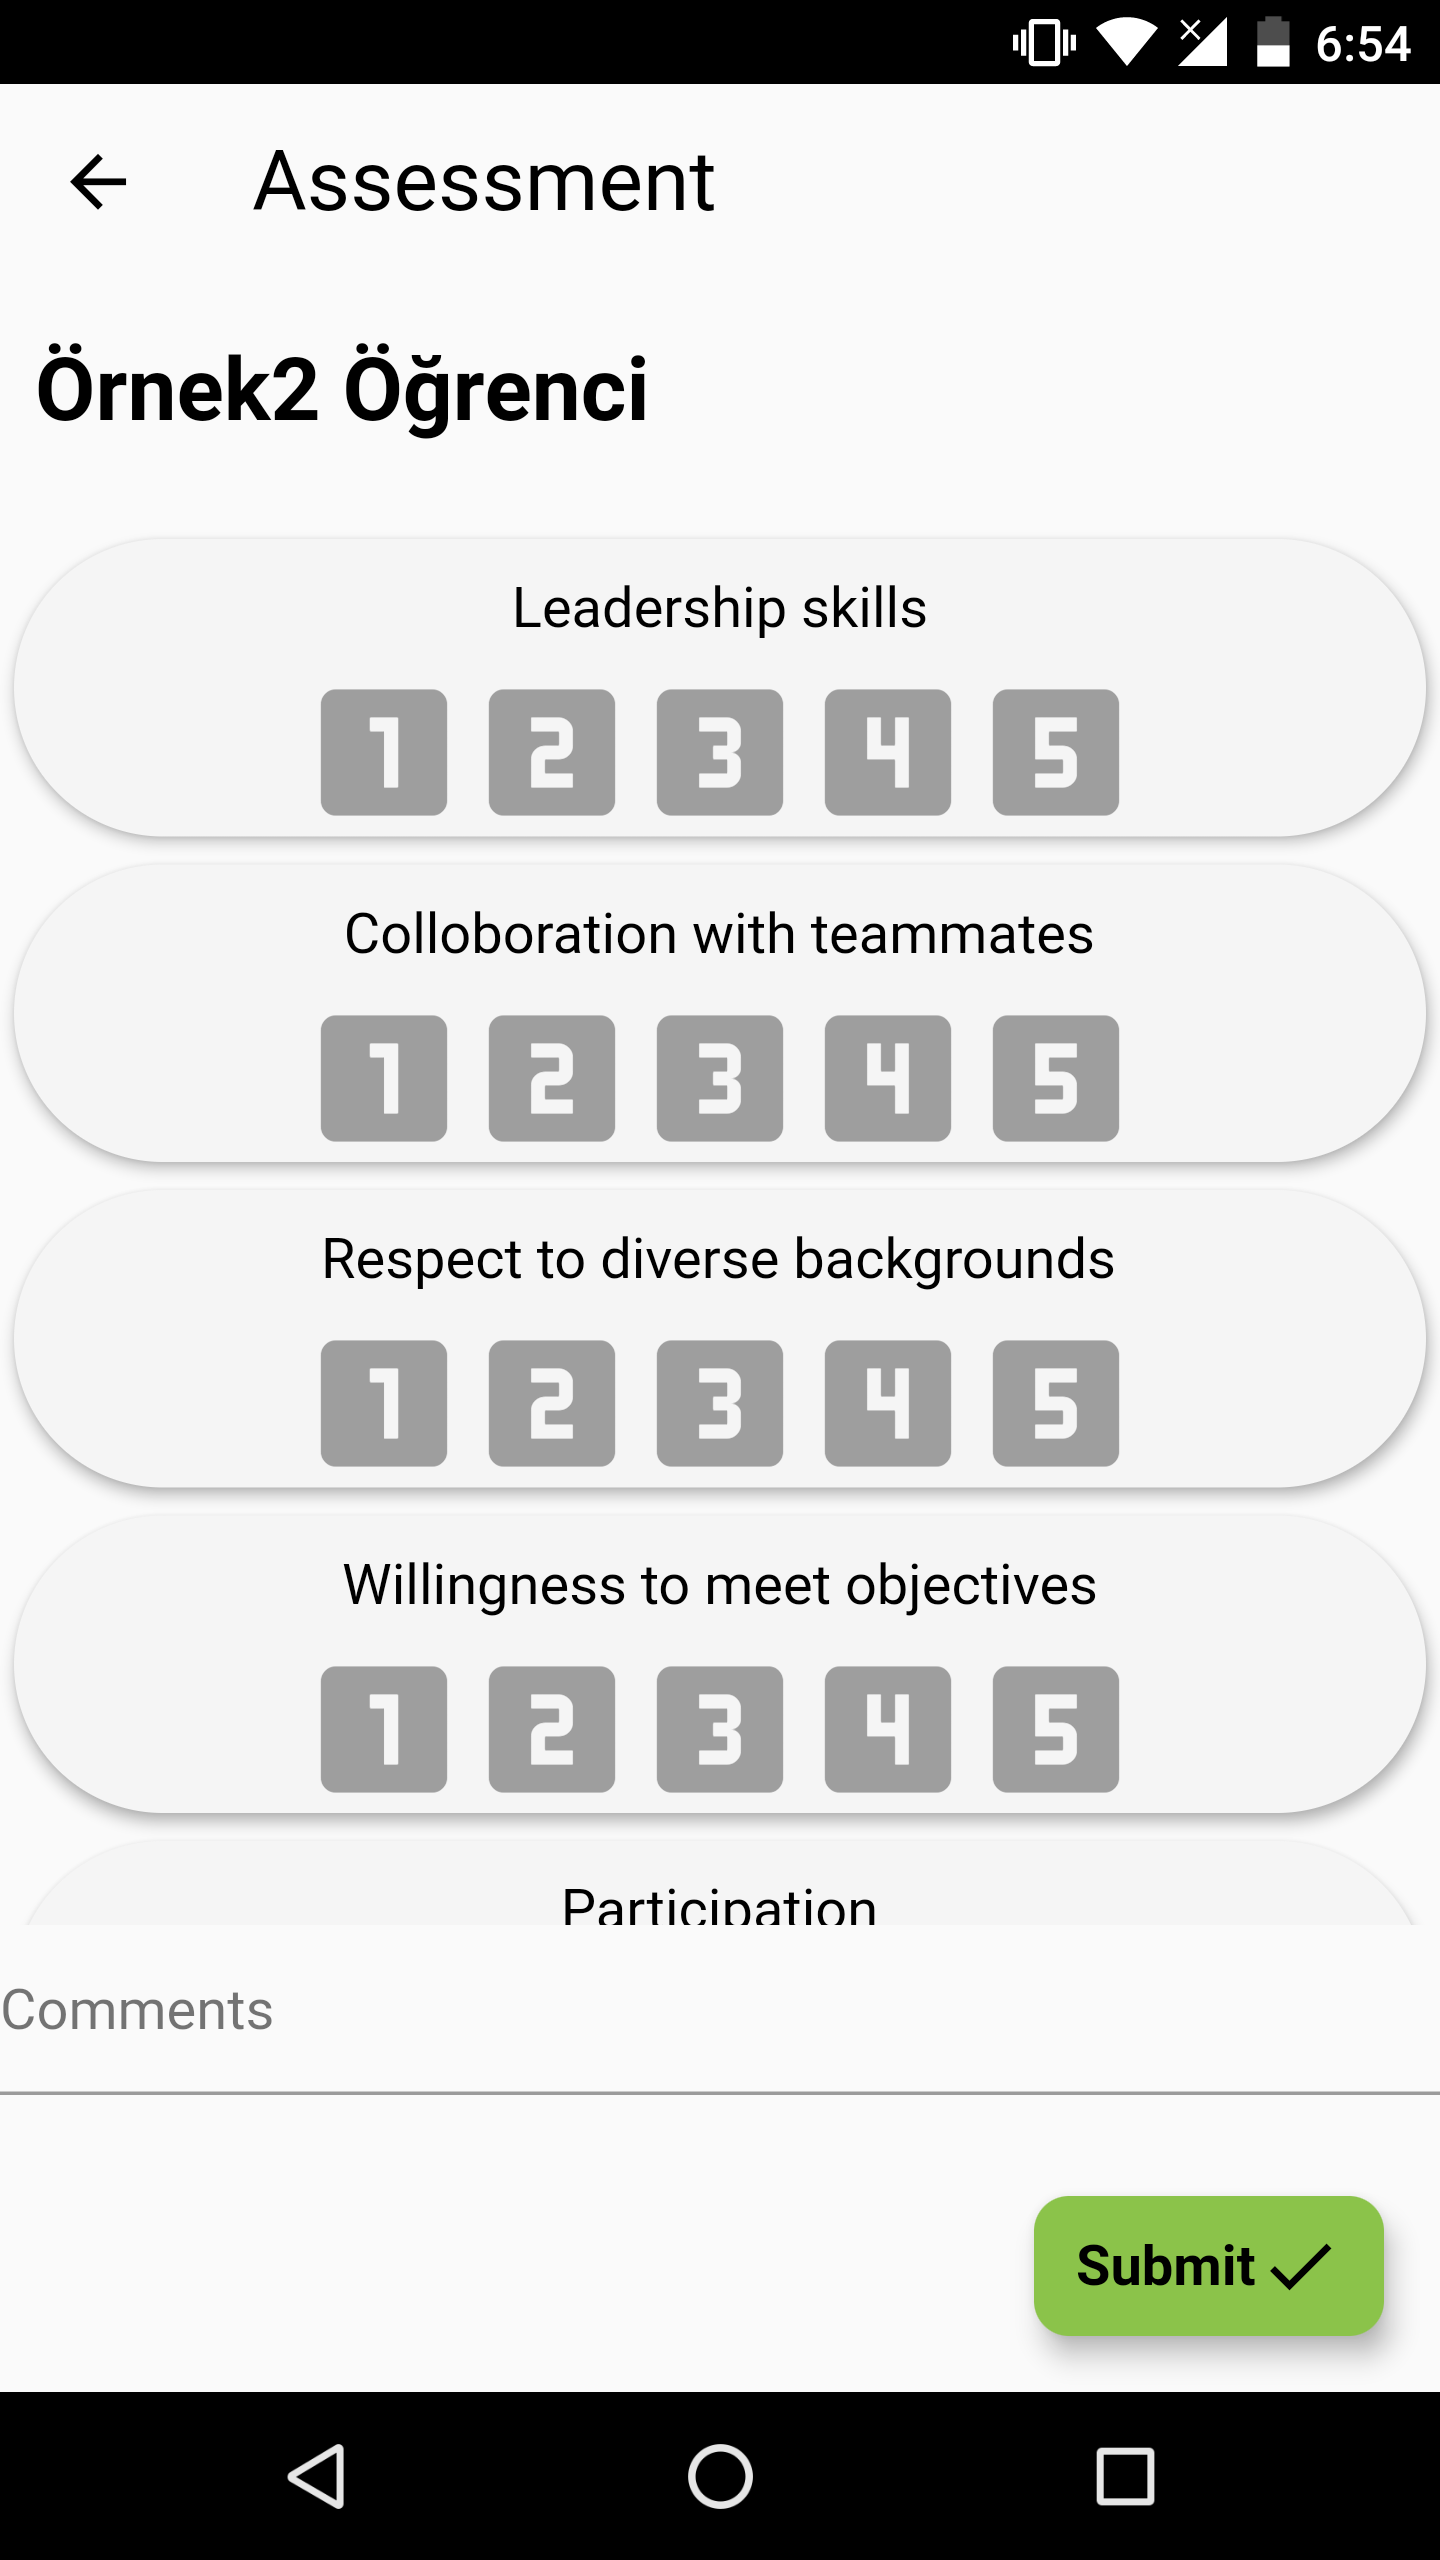 6:54
Assessment
Örnek2 Öğrenci
Leadership skills
1 2 3 4 5
Colloboration with teammates
1 2 3 4 5
Respect to diverse backgrounds
1 2 3 4 5
Willingness to meet objectives
1 2 3 4 5
Participation
Comments
Submit